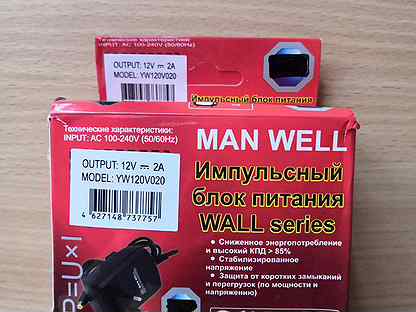 Технические характеристики
INPUT: AC 100-240V (50/60Hz)
OUTPUT: 12V ⎓ 2A
MODEL: YW120V020
Импульсный
блок питания
Технические характеристики:
INPUT: AC 100-240V (50/60Hz)
MAN WELL
OUTPUT: 12V ⎓ 2A
MODEL: YW120V020
4 627148 737757
Импульсный
блок питания
WALL series
● Сниженное энергопотребление
и высокий КПД > 85%
● Стабилизированное
напряжение
● Защита от коротких замыканий
и перегрузок (по мощности и
напряжению)
P=U×I